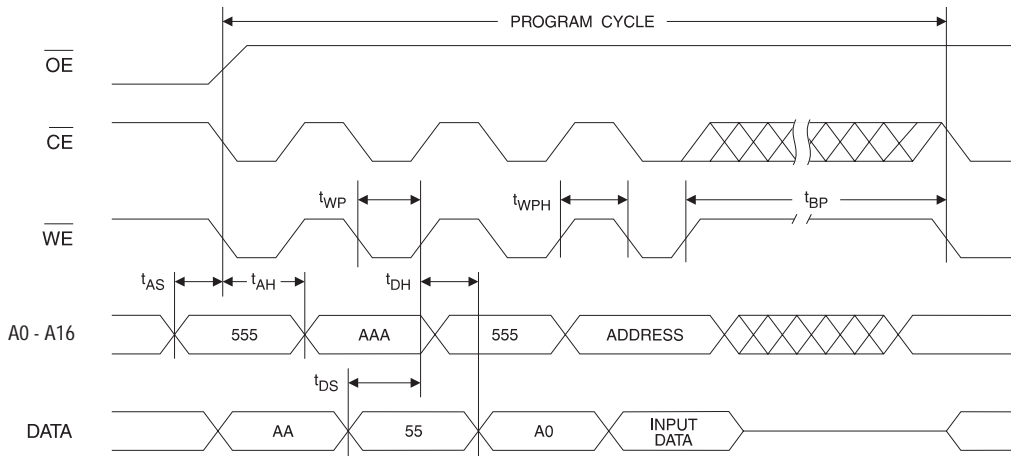 PROGRAM CYCLE
OE
CE
tWP
tWPH
tBP
WE
tAS
tAH
tDH
A0 - A16
555
AAA
555
ADDRESS
tDS
DATA
AA
55
A0
INPUT
DATA